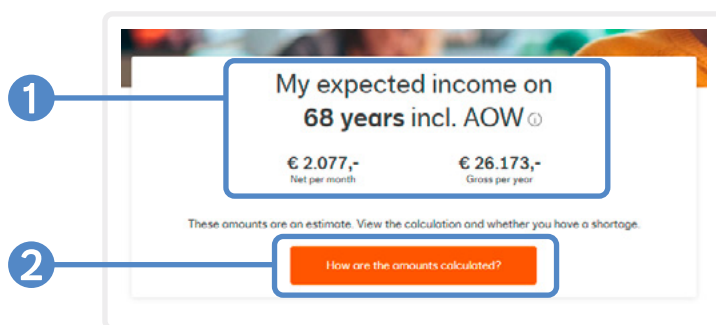 1
My expected income on
68 years incl. AOW ⓘ
€ 2.077,- € 26.173,-
Net per month Gross per year
These amounts are an estimate. View the calculation and whether you have a shortage.
2
How are the amounts calculated?